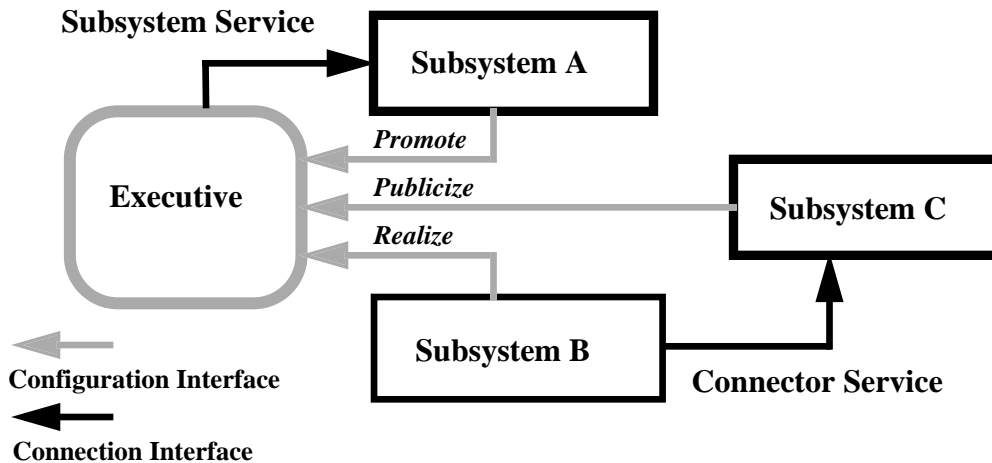 Subsystem Service
Subsystem A
Promote
Executive
Publicize
Subsystem C
Realize
Subsystem B
Configuration Interface
Connector Service
Connection Interface